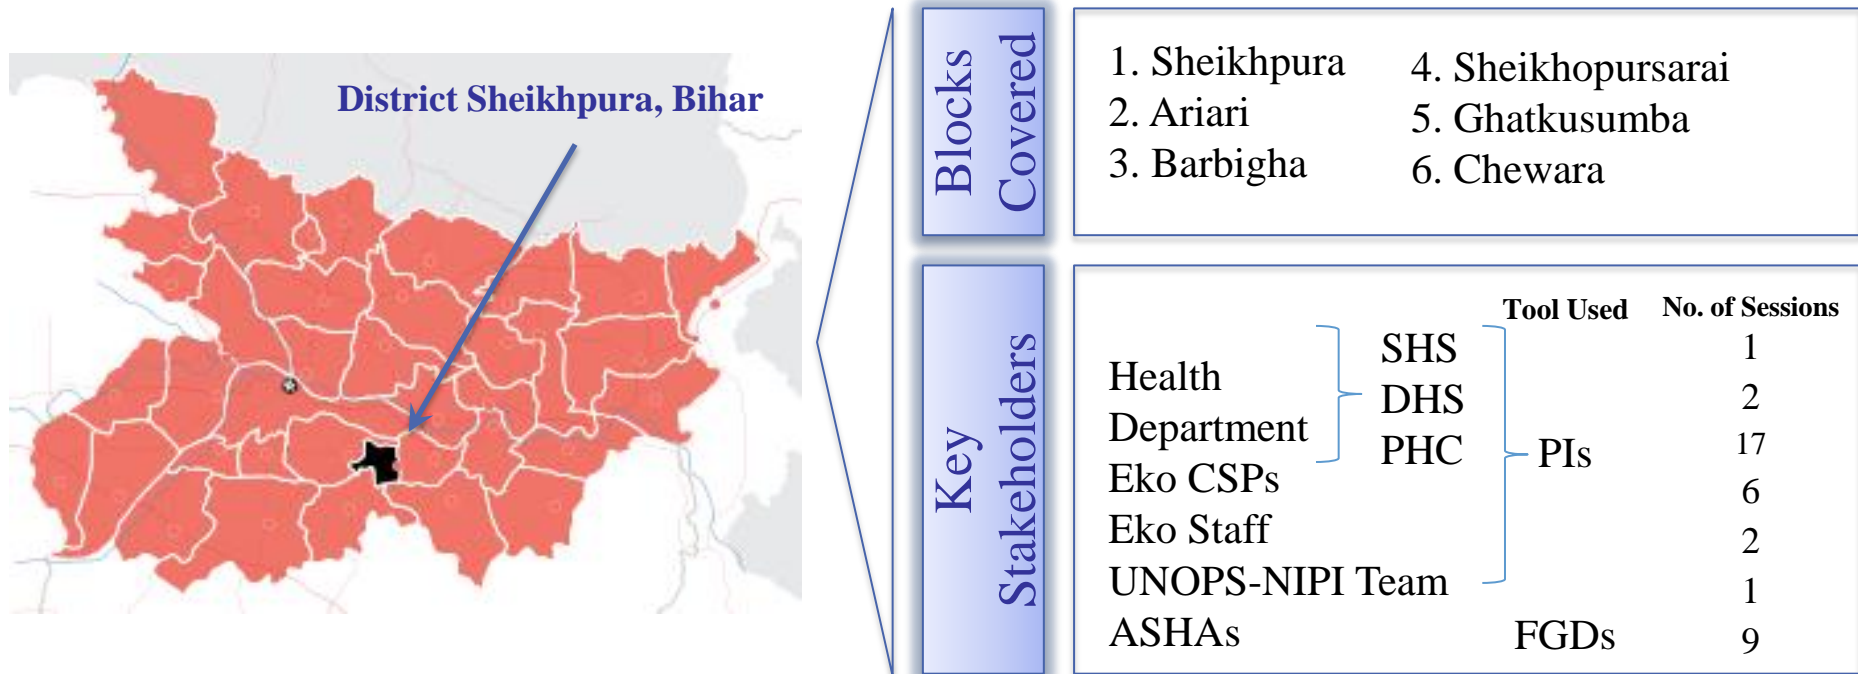 District Sheikhpura, Bihar
Blocks
Covered
1. Sheikhpura
2. Ariari
3. Barbigha
4. Sheikhopursarai
5. Ghatkusumba
6. Chewara
Key
Stakeholders
Tool Used No. of Sessions
SHS 1
Health
DHS 2
Department
PHC PIs 17
Eko CSPs 6
Eko Staff 2
UNOPS-NIPI Team 1
ASHAs FGDs 9